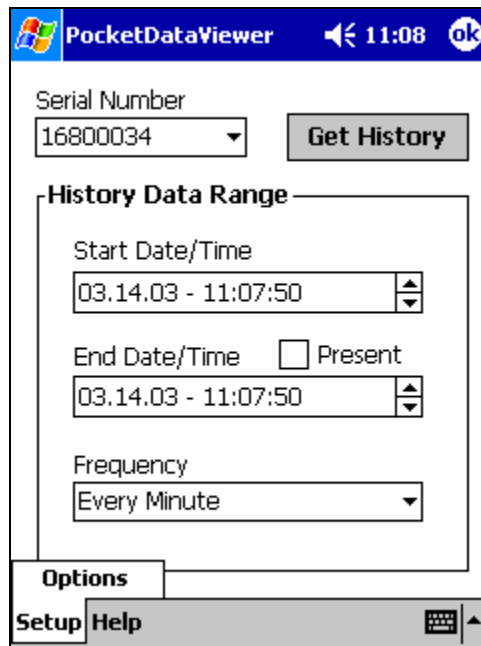 PocketDataViewer 11:08 ok
Serial Number
16800034
Get History
History Data Range
Start Date/Time
03.14.03 - 11:07:50
End Date/Time Present
03.14.03 - 11:07:50
Frequency
Every Minute
Options
Setup Help